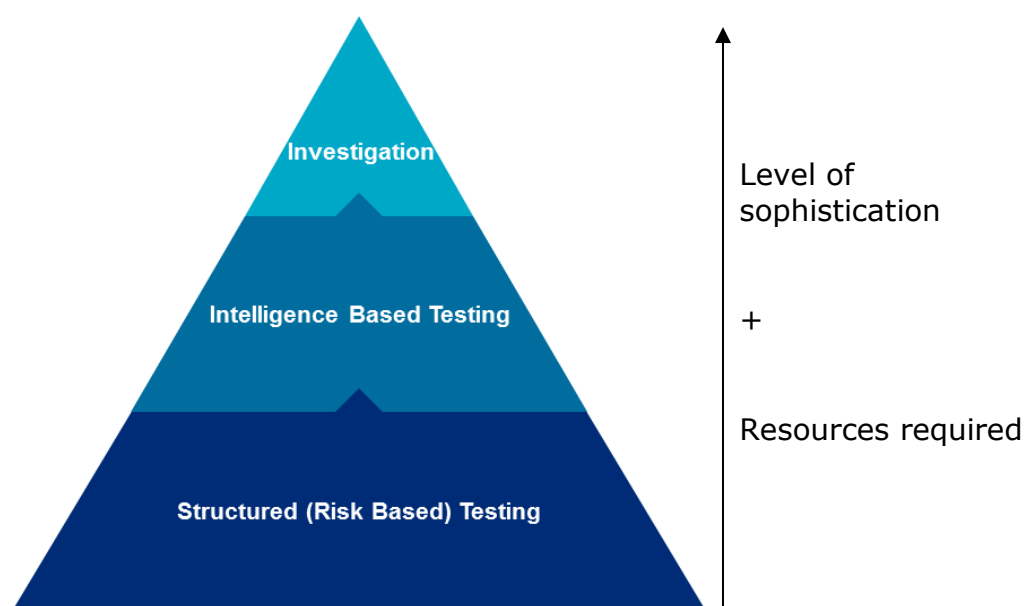 Investigation
Intelligence Based Testing
Structured (Risk Based) Testing
Level of
sophistication
+
Resources required